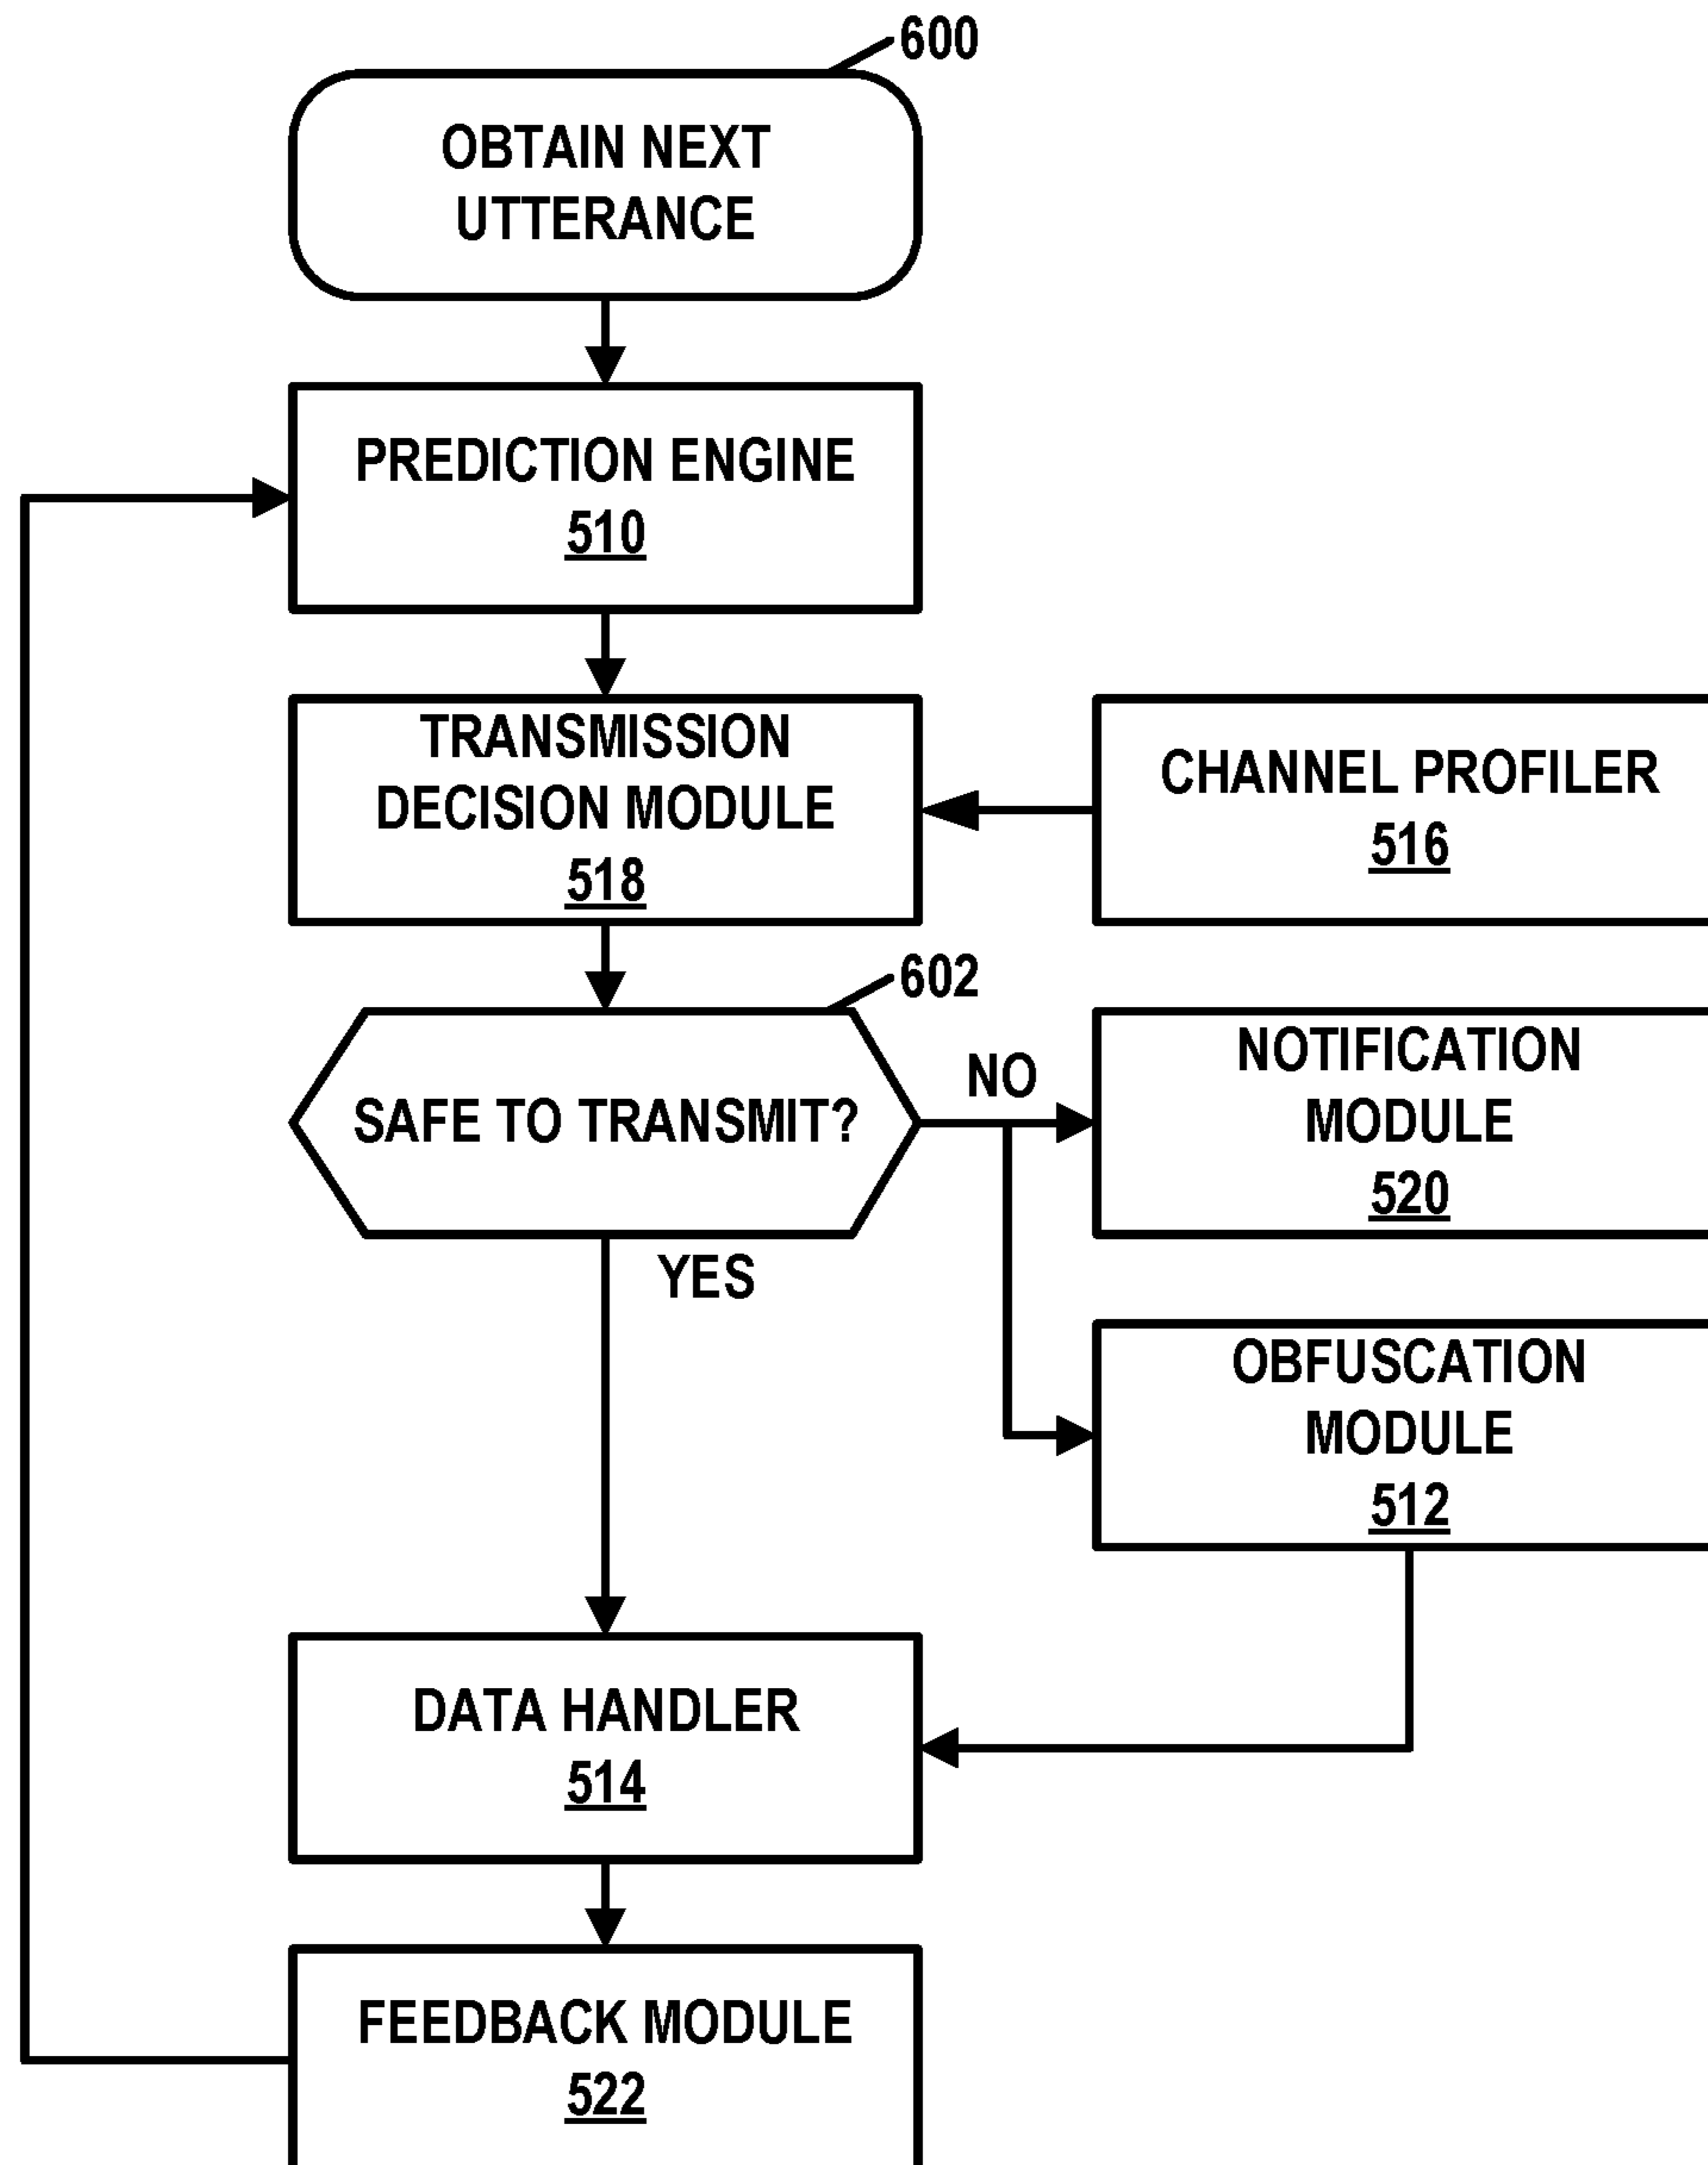 600
OBTAIN NEXT
UTTERANCE
PREDICTION ENGINE
510
TRANSMISSION
DECISION MODULE
518
CHANNEL PROFILER
516
602
SAFE TO TRANSMIT?
NO
NOTIFICATION
MODULE
520
YES
OBFUSCATION
MODULE
512
DATA HANDLER
514
FEEDBACK MODULE
522